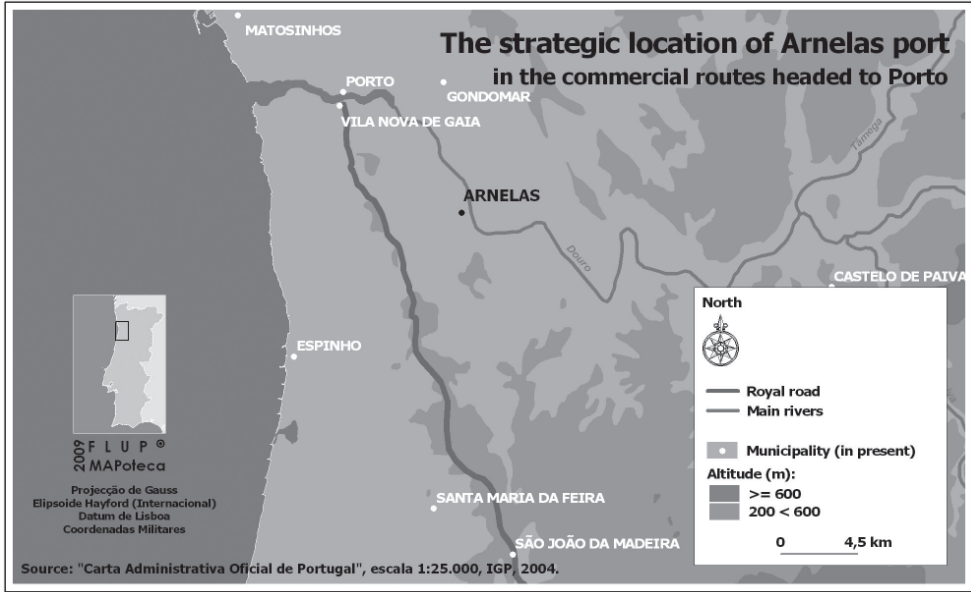 The strategic location of Arnelas port
in the commercial routes headed to Porto
MATOSINHOS
PORTO
GONDOMAR
VILA NOVA DE GAIA
Tâmega
ARNELAS
Douro
CASTELO DE PAIVA
ESPINHO
SANTA MARIA DA FEIRA
SÃO JOÃO DA MADEIRA
2009
FLUP ®
MAPoteca
Projecção de Gauss
Elipsoide Hayford (Internacional)
Datum de Lisboa
Coordenadas Militares
North
Royal road
Main rivers
Municipality (in present)
Altitude (m):
>= 600
200 < 600
0 4,5 km
Source: "Carta Administrativa Oficial de Portugal", escala 1:25.000, IGP, 2004.